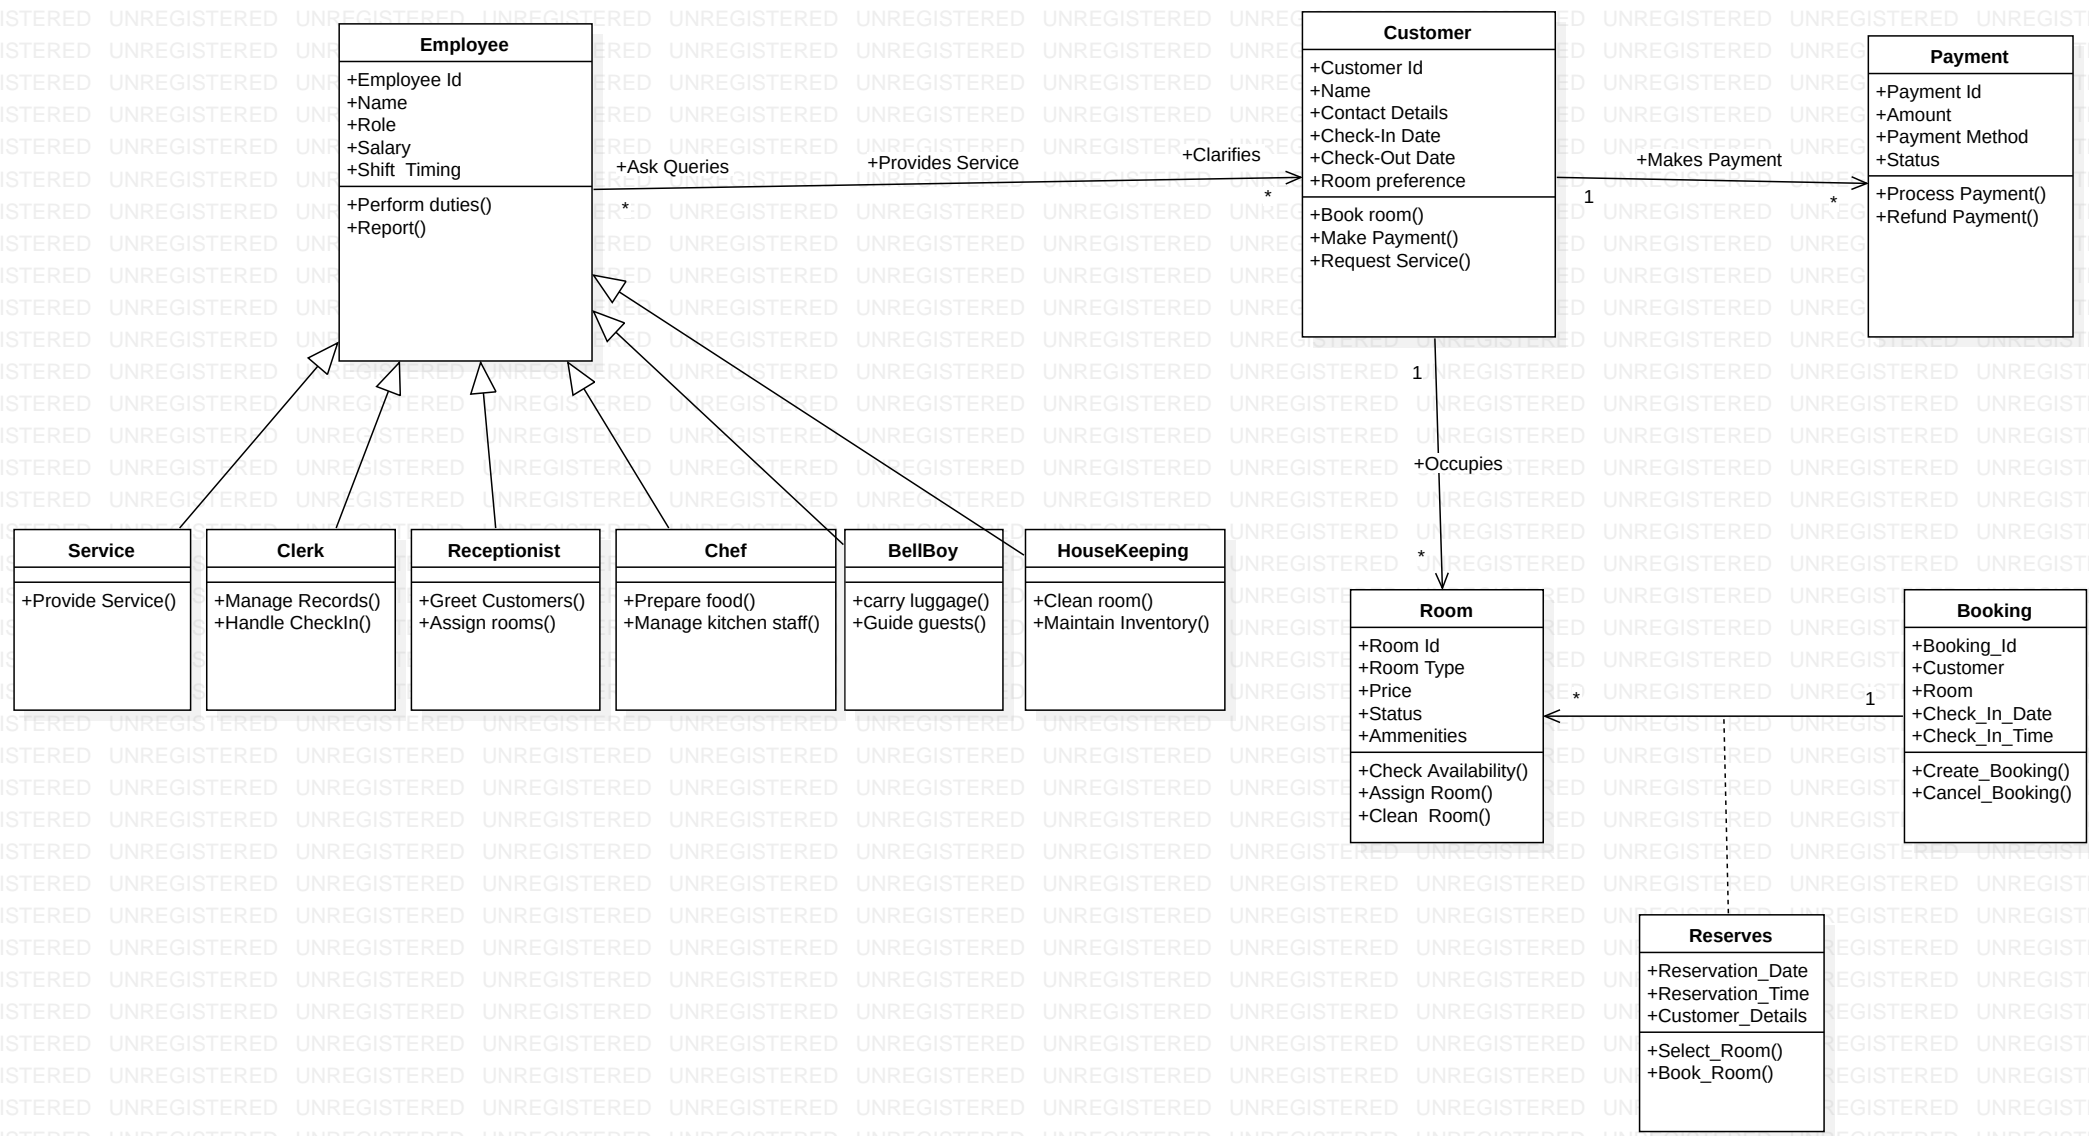 Employee
+Employee Id
+Name
+Role
+Salary
+Shift  Timing
+Perform duties()
+Report()
+Ask Queries
*
+Provides Service
+Clarifies
*
Customer
+Customer Id
+Name
+Contact Details
+Check-In Date
+Check-Out Date
+Room preference
+Book room()
+Make Payment()
+Request Service()
1
+Makes Payment
*
Payment
+Payment Id
+Amount
+Payment Method
+Status
+Process Payment()
+Refund Payment()
1
+Occupies
*
Service
+Provide Service()
Clerk
+Manage Records()
+Handle CheckIn()
Receptionist
+Greet Customers()
+Assign rooms()
Chef
+Prepare food()
+Manage kitchen staff()
BellBoy
+carry luggage()
+Guide guests()
HouseKeeping
+Clean room()
+Maintain Inventory()
Room
+Room Id
+Room Type
+Price
+Status
+Ammenities
+Check Availability()
+Assign Room()
+Clean  Room()
*
1
Booking
+Booking_Id
+Customer
+Room
+Check_In_Date
+Check_In_Time
+Create_Booking()
+Cancel_Booking()
Reserves
+Reservation_Date
+Reservation_Time
+Customer_Details
+Select_Room()
+Book_Room()
UNREGISTERED